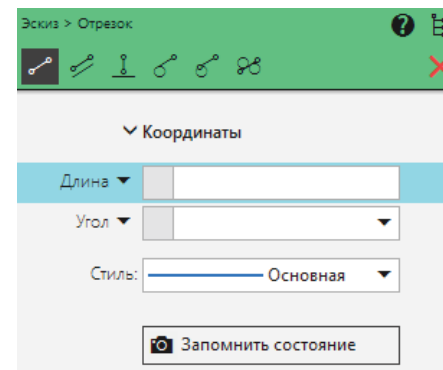 Эскиз > Отрезок
Координаты
Длина
Угол
Стиль: Основная
Запомнить состояние